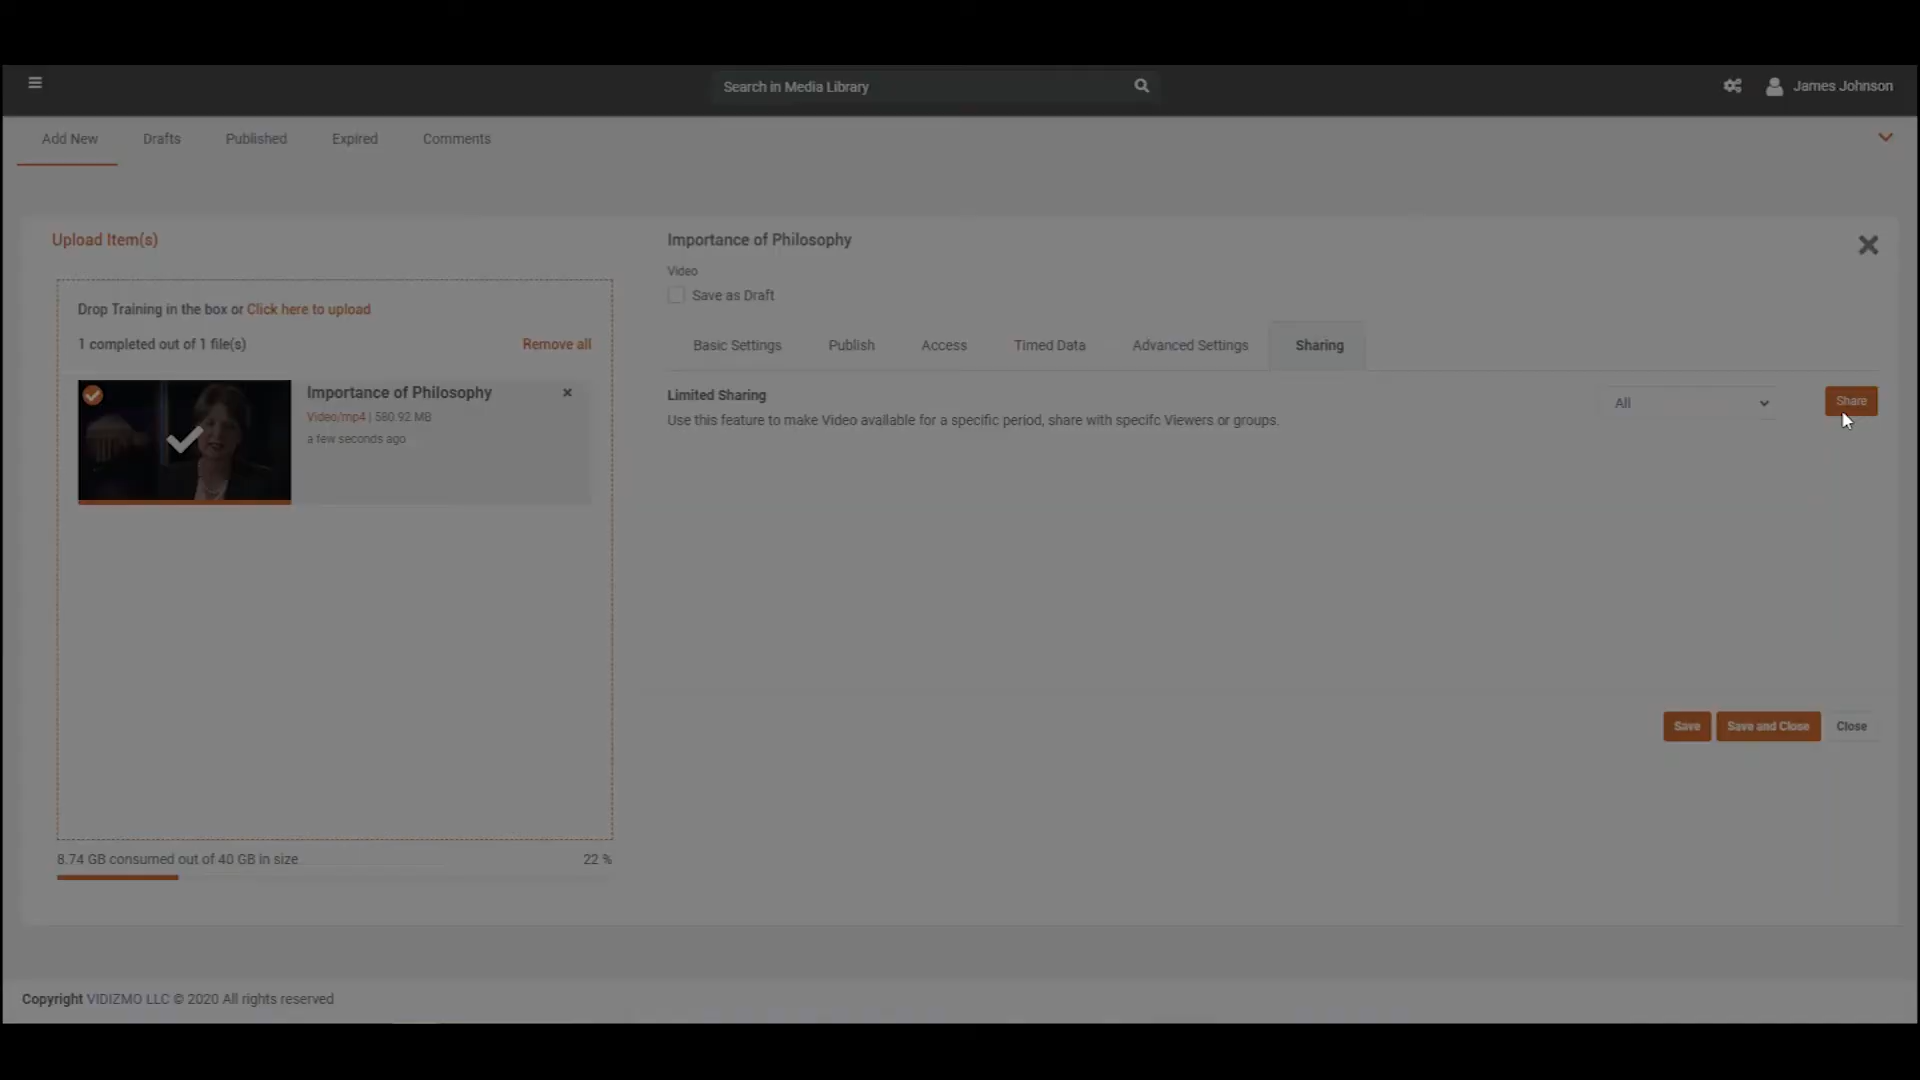 Search in Media Library
James Johnson
Add New
Drafts
Published
Expired
Comments
Upload Item(s)
Drop Training in the box or Click here to upload
1 completed out of 1 file(s)
Remove all
Importance of Philosophy
Video/mp4 | 580.92 MB
a few seconds ago
8.74 GB consumed out of 40 GB in size
22 %
Importance of Philosophy
Video
Save as Draft
Basic Settings
Publish
Access
Timed Data
Advanced Settings
Sharing
Limited Sharing
Use this feature to make Video available for a specific period, share with specifc Viewers or groups.
All
Share
Save
Save and Close
Close
Copyright VIDIZMO LLC © 2020 All rights reserved